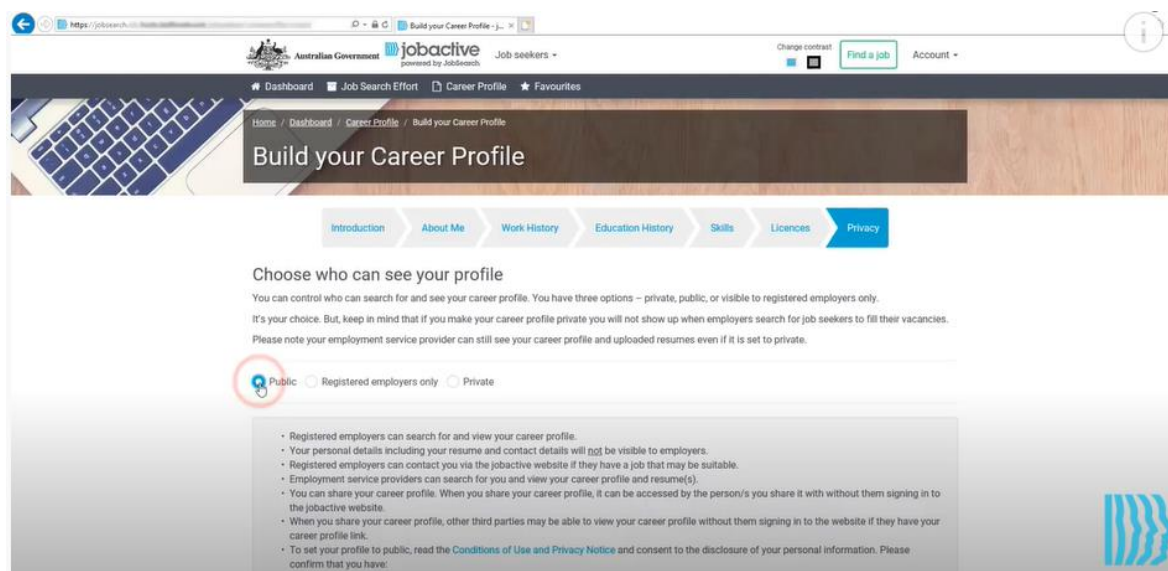 https://jobsearch.
Build your Career Profile - j...
Australian Government
jobactive
powered by JobSearch
Job seekers
Change contrast
Find a job
Account
Dashboard Job Search Effort Career Profile Favourites
Home / Dashboard / Career Profile / Build your Career Profile
Build your Career Profile
Introduction About Me Work History Education History Skills Licences Privacy
Choose who can see your profile
You can control who can search for and see your career profile. You have three options – private, public, or visible to registered employers only.
It's your choice. But, keep in mind that if you make your career profile private you will not show up when employers search for job seekers to fill their vacancies.
Please note your employment service provider can still see your career profile and uploaded resumes even if it is set to private.
Public Registered employers only Private
• Registered employers can search for and view your career profile.
• Your personal details including your resume and contact details will not be visible to employers.
• Registered employers can contact you via the jobactive website if they have a job that may be suitable.
• Employment service providers can search for you and view your career profile and resume(s).
• You can share your career profile. When you share your career profile, it can be accessed by the person/s you share it with without them signing in to
the jobactive website.
• When you share your career profile, other third parties may be able to view your career profile without them signing in to the website if they have your
career profile link.
• To set your profile to public, read the Conditions of Use and Privacy Notice and consent to the disclosure of your personal information. Please
confirm that you have: